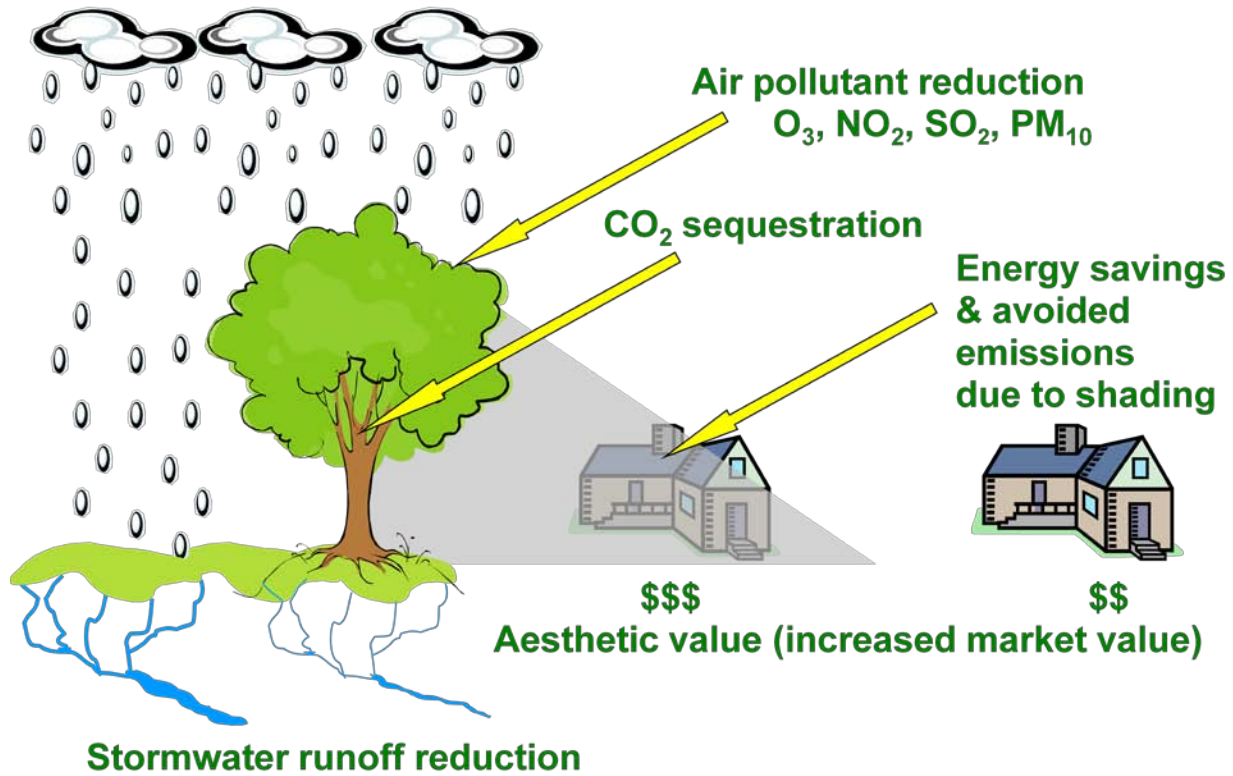 Air pollutant reduction
O₃, NO₂, SO₂, PM₁₀
CO₂ sequestration
Energy savings
& avoided
emissions
due to shading
$$$
$$
Aesthetic value (increased market value)
Stormwater runoff reduction